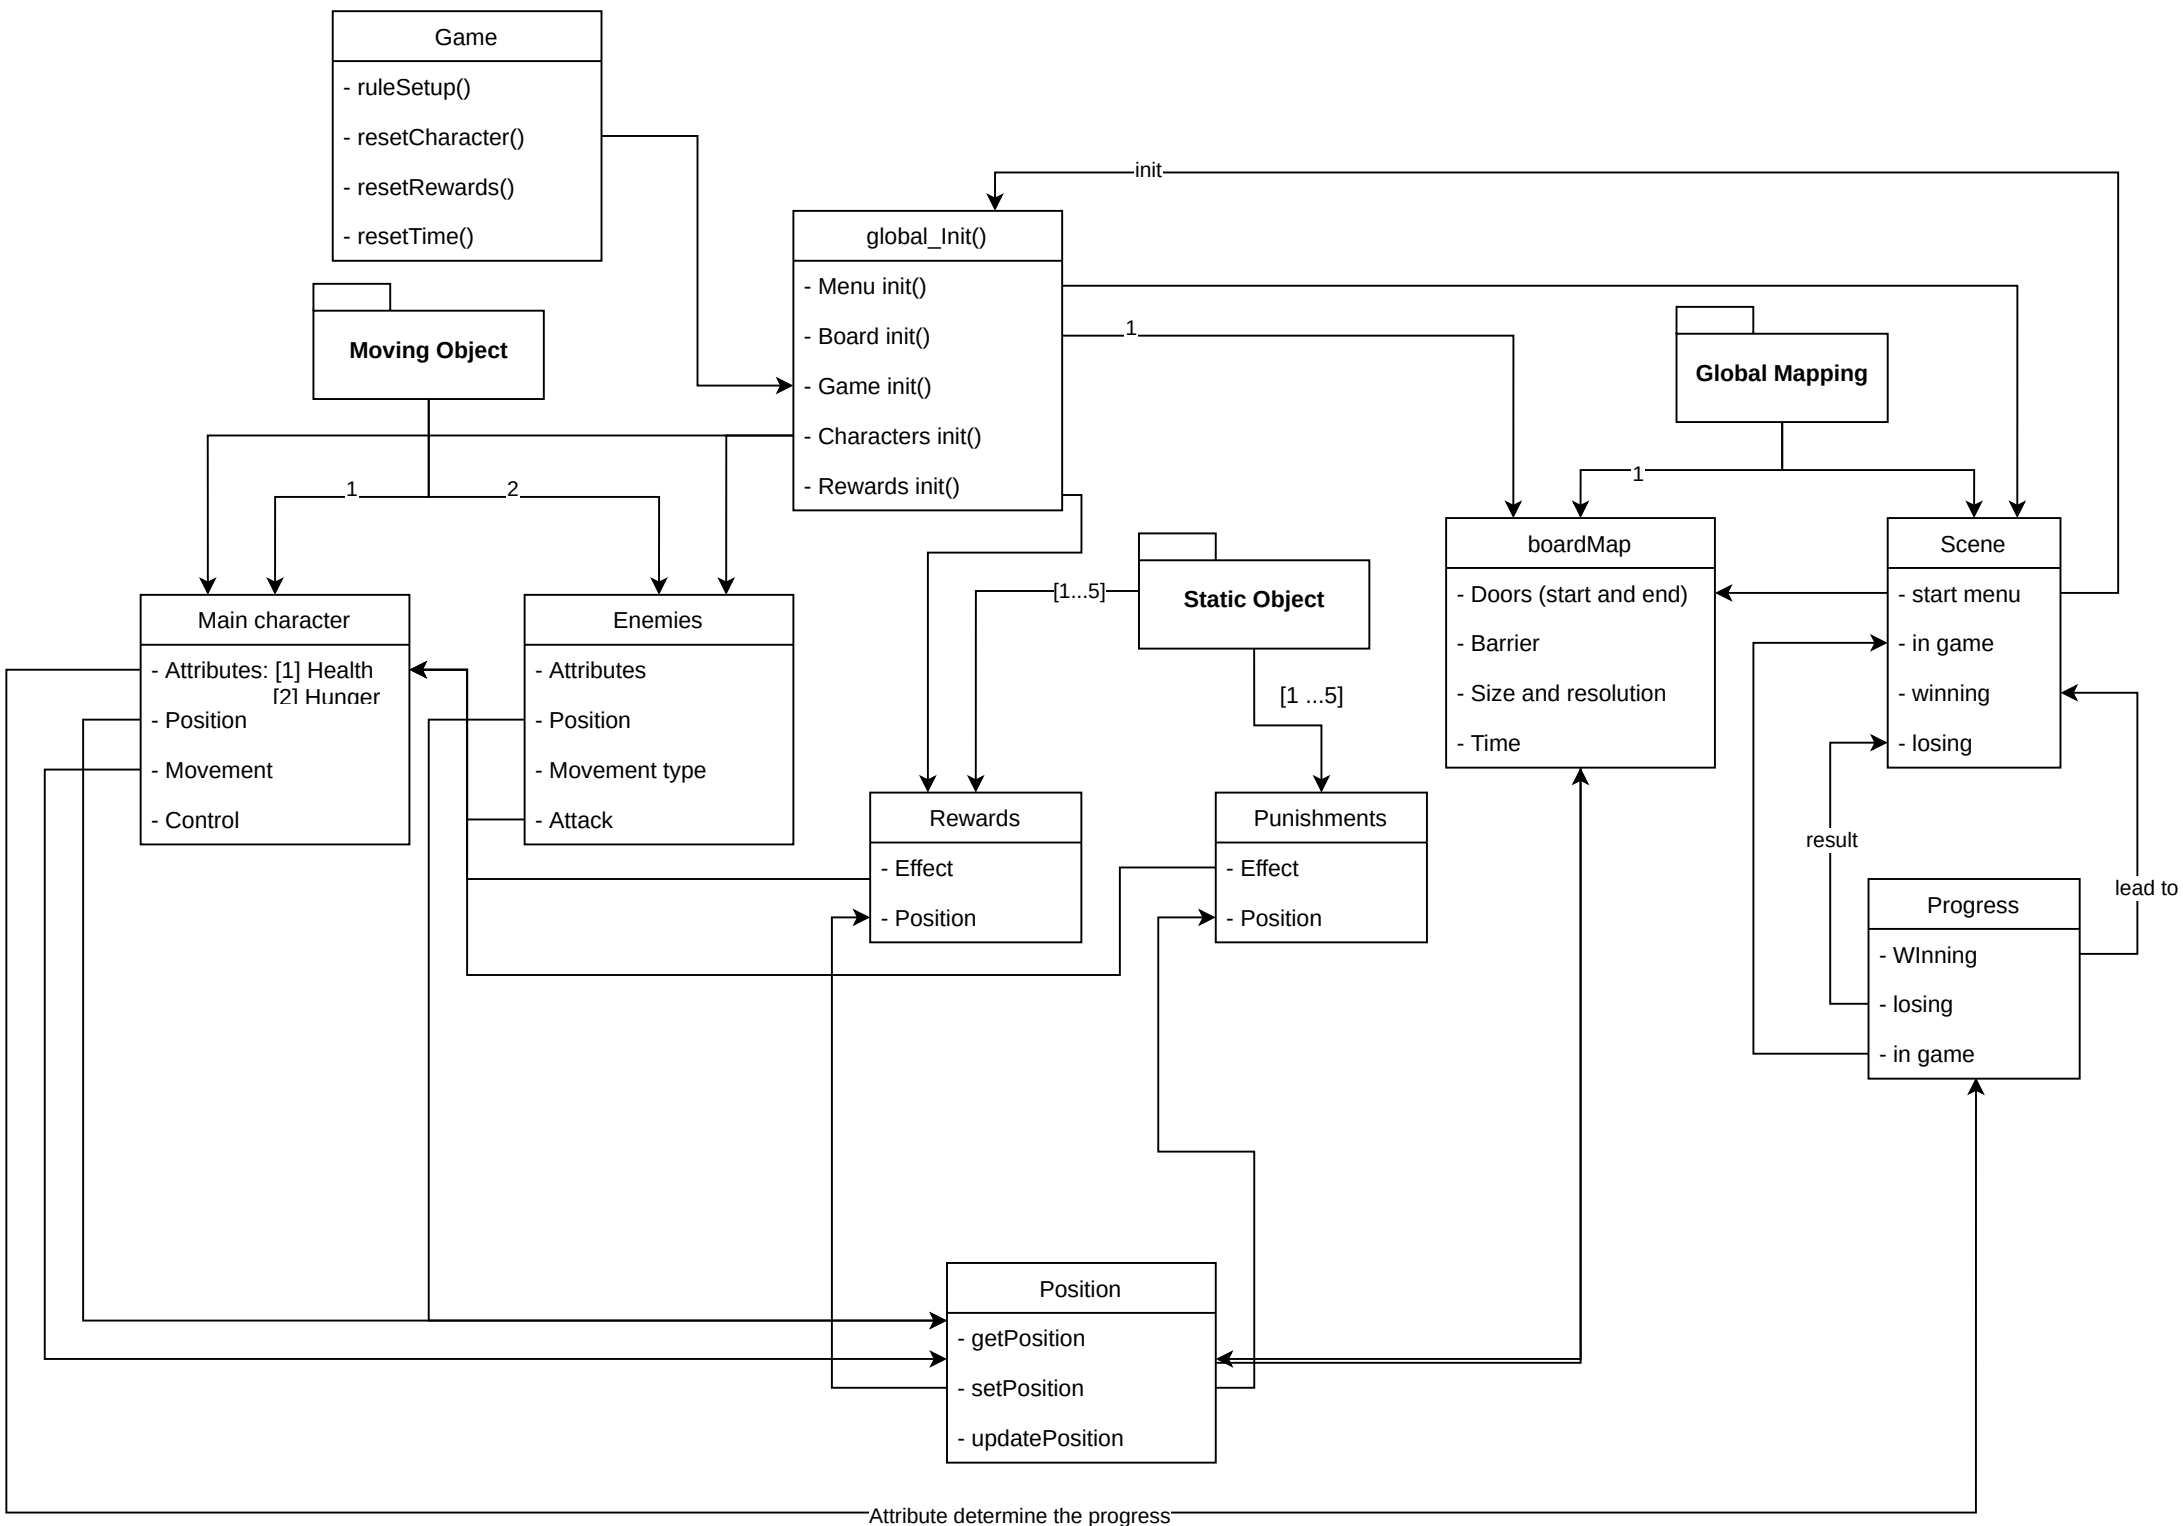 Game
- ruleSetup()
- resetCharacter()
- resetRewards()
- resetTime()
init
global_Init()
- Menu init()
- Board init()
- Game init()
- Characters init()
- Rewards init()
1
Moving Object
1
2
Global Mapping
1
Static Object
[1...5]
[1 ...5]
Main character
- Attributes: [1] Health
[2] Hunger
- Position
- Movement
- Control
Enemies
- Attributes
- Position
- Movement type
- Attack
boardMap
- Doors (start and end)
- Barrier
- Size and resolution
- Time
Scene
- start menu
- in game
- winning
- losing
Rewards
- Effect
- Position
Punishments
- Effect
- Position
result
lead to
Progress
- WInning
- losing
- in game
Position
- getPosition
- setPosition
- updatePosition
Attribute determine the progress